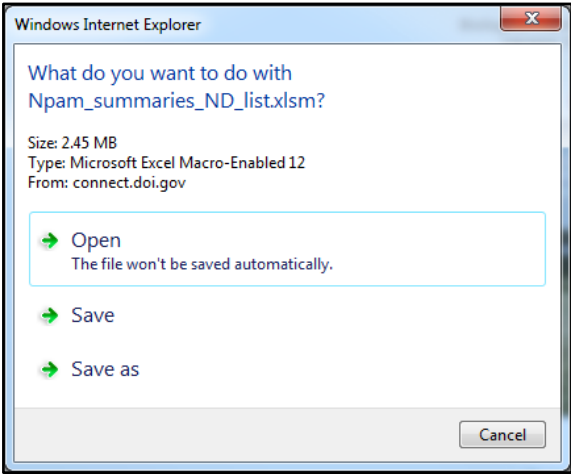 Windows Internet Explorer
What do you want to do with
Npam_summaries_ND_list.xlsm?
Size: 2.45 MB
Type: Microsoft Excel Macro-Enabled 12
From: connect.doi.gov
Open
The file won't be saved automatically.
Save
Save as
Cancel